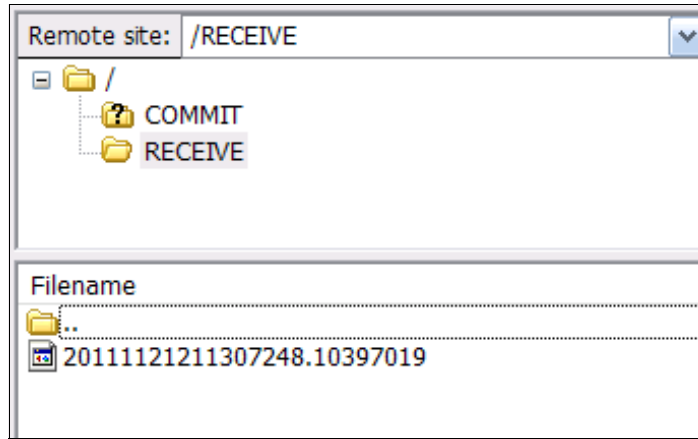 Remote site: /RECEIVE
/
COMMIT
RECEIVE
Filename
..
20111121211307248.10397019